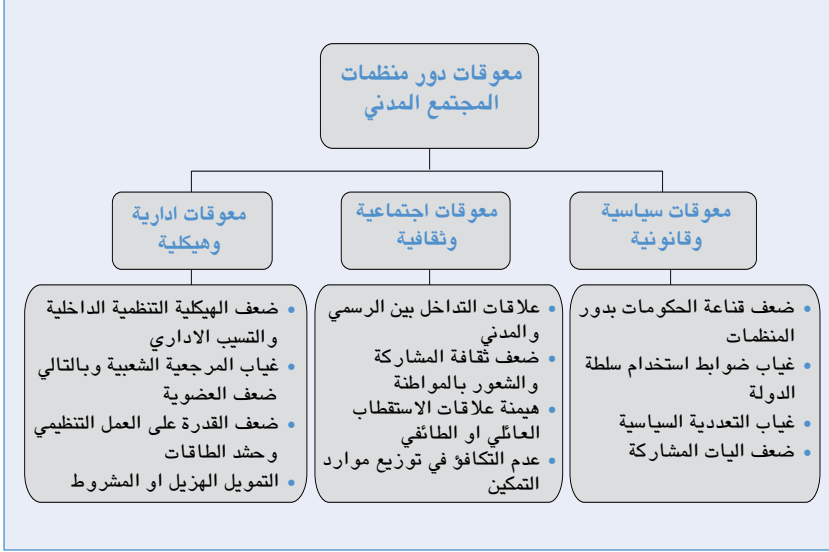 معوقات دور منظمات
المجتمع المدني
معوقات سياسية
وقانونية
• ضعف قناعة الحكومات بدور
المنظمات
• غياب ضوابط استخدام سلطة
الدولة
• غياب التعددية السياسية
• ضعف اليات المشاركة
معوقات اجتماعية
وثقافية
• علاقات التداخل بين الرسمي
والمدني
• ضعف ثقافة المشاركة
والشعور بالمواطنة
• هيمنة علاقات الاستقطاب
العائلي او الطائفي
• عدم التكافؤ في توزيع موارد
التمكين
معوقات ادارية
وهيكلية
• ضعف الهيكلية التنظمية الداخلية
والتسيب الاداري
• غياب المرجعية الشعبية وبالتالي
ضعف العضوية
• ضعف القدرة على العمل التنظيمي
وحشد الطاقات
• التمويل الهزيل او المشروط